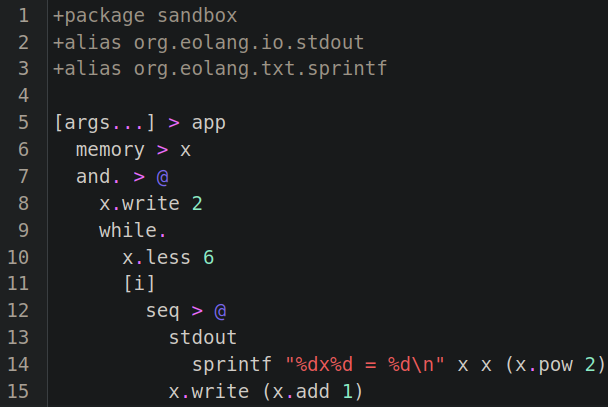 1 +package sandbox
2 +alias org.eolang.io.stdout
3 +alias org.eolang.txt.sprintf
4
5 [args...] > app
6   memory > x
7   and. > @
8     x.write 2
9     while.
10       x.less 6
11       [i]
12         seq > @
13           stdout
14             sprintf "%dx%d = %d\n" x x (x.pow 2)
15           x.write (x.add 1)